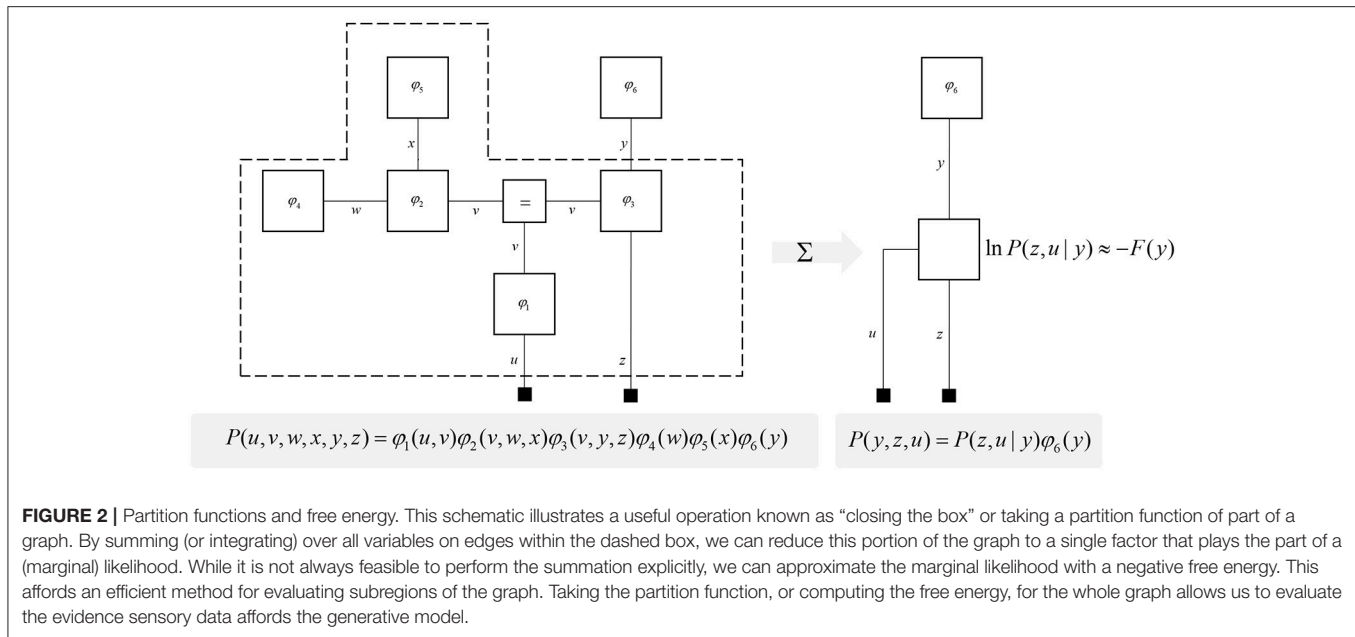 φ₅ φ₆ φ₆
x y
y
φ₄ w φ₂ v = v φ₃
v
Σ ln P(z,u | y) ≈ −F(y)
φ₁
u z
u z
P(u,v,w,x,y,z) = φ₁(u,v)φ₂(v,w,x)φ₃(v,y,z)φ₄(w)φ₅(x)φ₆(y)
P(y,z,u) = P(z,u | y)φ₆(y)
FIGURE 2 | Partition functions and free energy. This schematic illustrates a useful operation known as “closing the box” or taking a partition function of part of a
graph. By summing (or integrating) over all variables on edges within the dashed box, we can reduce this portion of the graph to a single factor that plays the part of a
(marginal) likelihood. While it is not always feasible to perform the summation explicitly, we can approximate the marginal likelihood with a negative free energy. This
affords an efficient method for evaluating subregions of the graph. Taking the partition function, or computing the free energy, for the whole graph allows us to evaluate
the evidence sensory data affords the generative model.